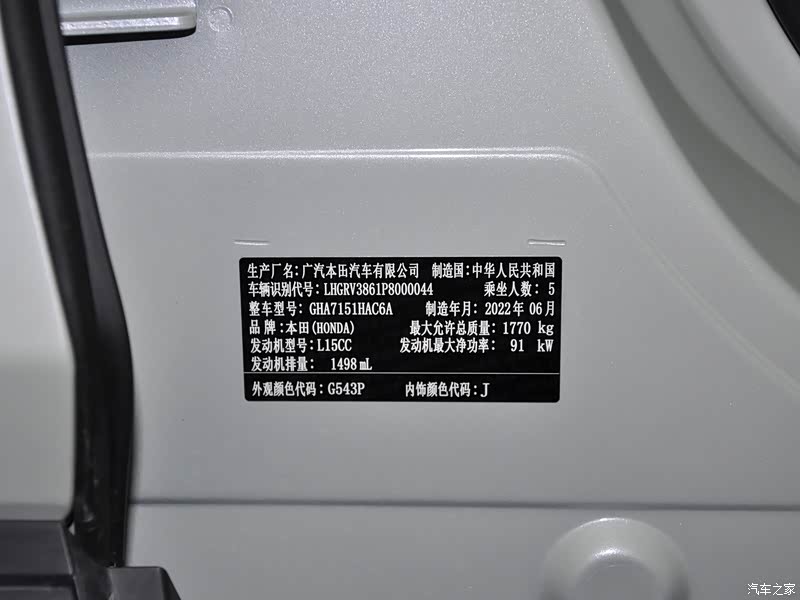 生产厂名:广汽本田汽车有限公司 制造国:中华人民共和国
车辆识别代号:LHGRV3861P8000044 乘坐人数: 5
整车型号:GHA7151HAC6A 制造年月:2022年06月
品牌:本田(HONDA) 最大允许总质量:1770 kg
发动机型号:L15CC 发动机最大净功率: 91 kW
发动机排量: 1498 mL
外观颜色代码:G543P 内饰颜色代码:J
汽车之家